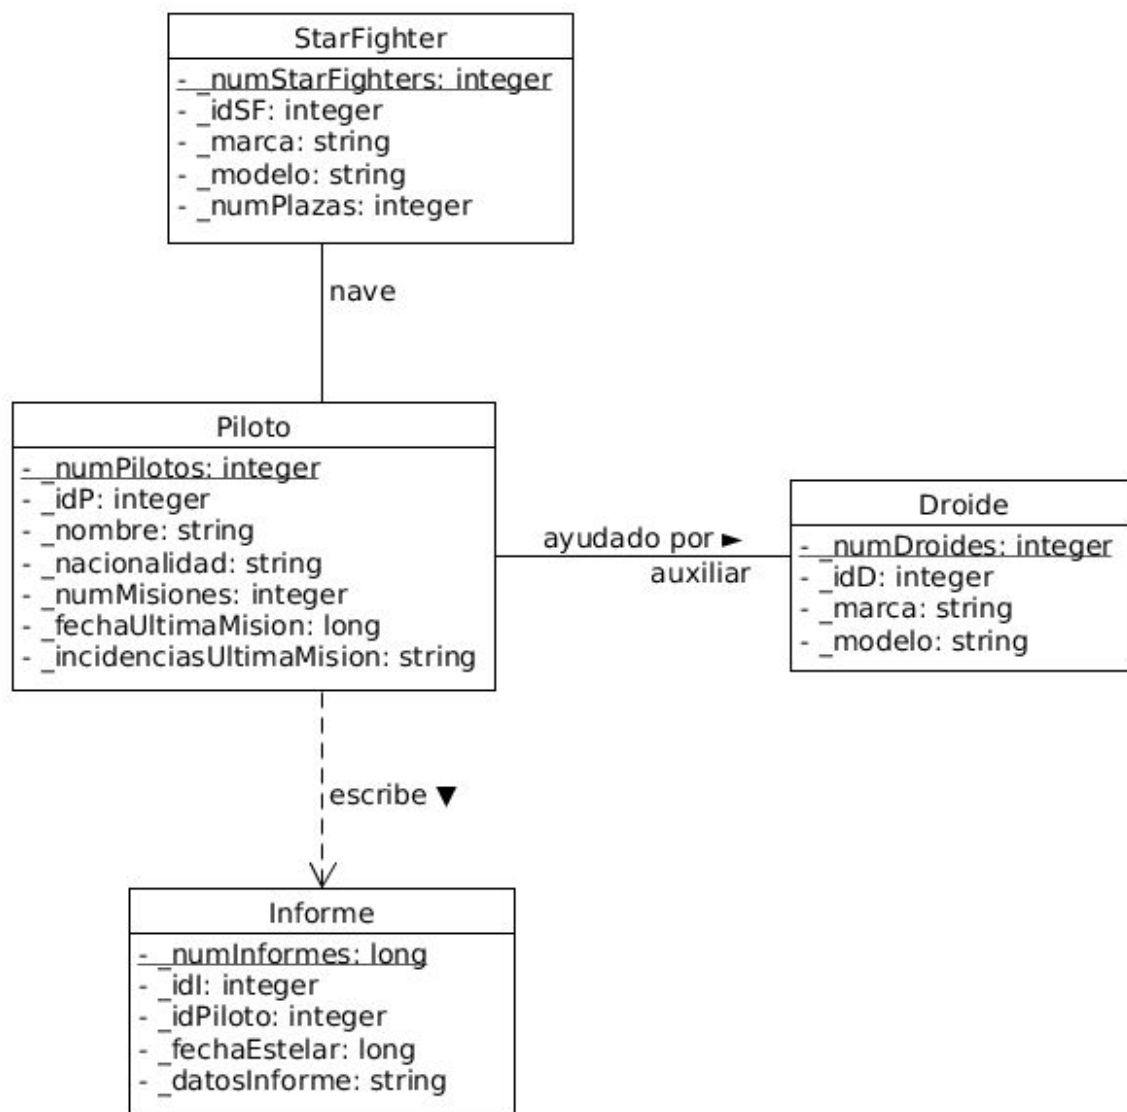 StarFighter
- _numStarFighters: integer
- _idSF: integer
- _marca: string
- _modelo: string
- _numPlazas: integer
nave
Piloto
- _numPilotos: integer
- _idP: integer
- _nombre: string
- _nacionalidad: string
- _numMisiones: integer
- _fechaUltimaMision: long
- _incidenciasUltimaMision: string
ayudado por ►
auxiliar
Droide
- _numDroides: integer
- _idD: integer
- _marca: string
- _modelo: string
escribe ▼
Informe
- _numInformes: long
- _idI: integer
- _idPiloto: integer
- _fechaEstelar: long
- _datosInforme: string